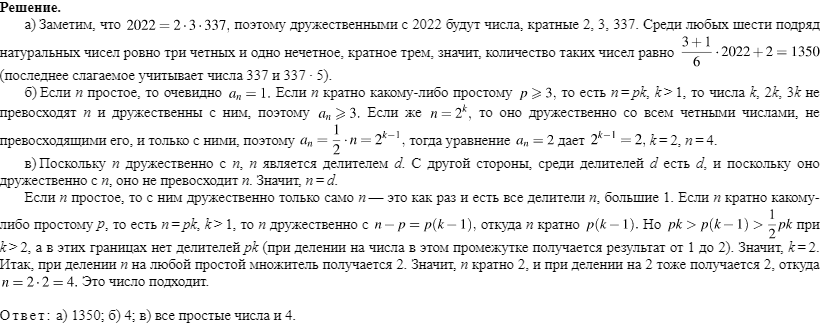 Решение.
а) Заметим, что 2022 = 2 · 3 · 337, поэтому дружественными с 2022 будут числа, кратные 2, 3, 337. Среди любых шести подряд
натуральных чисел ровно три четных и одно нечетное, кратное трем, значит, количество таких чисел равно \frac{3+1}{6} · 2022 + 2 = 1350
(последнее слагаемое учитывает числа 337 и 337 · 5).
б) Если n простое, то очевидно a_n = 1. Если n кратно какому-либо простому p ⩾ 3, то есть n = pk, k > 1, то числа k, 2k, 3k не
превосходят n и дружественны с ним, поэтому a_n ⩾ 3. Если же n = 2^k, то оно дружественно со всем четными числами, не
превосходящими его, и только с ними, поэтому a_n = \frac{1}{2} · n = 2^{k−1}, тогда уравнение a_n = 2 дает 2^{k−1} = 2, k = 2, n = 4.
в) Поскольку n дружественно с n, n является делителем d. С другой стороны, среди делителей d есть d, и поскольку оно
дружественно с n, оно не превосходит n. Значит, n = d.
Если n простое, то с ним дружественно только само n — это как раз и есть все делители n, большие 1. Если n кратно какому-
либо простому p, то есть n = pk, k > 1, то n дружественно с n − p = p(k − 1), откуда n кратно p(k − 1). Но pk > p(k − 1) > \frac{1}{2}pk при
k > 2, а в этих границах нет делителей pk (при делении на числа в этом промежутке получается результат от 1 до 2). Значит, k = 2.
Итак, при делении n на любой простой множитель получается 2. Значит, n кратно 2, и при делении на 2 тоже получается 2, откуда
n = 2 · 2 = 4. Это число подходит.
Ответ: а) 1350; б) 4; в) все простые числа и 4.